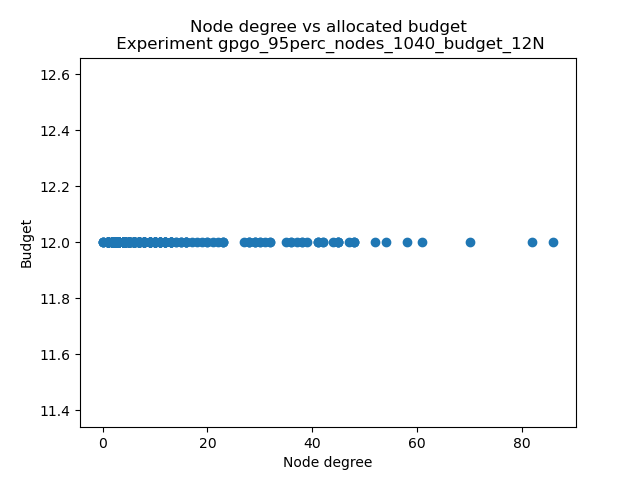 Node degree vs allocated budget
Experiment gpgo_95perc_nodes_1040_budget_12N
12.6
12.4
12.2
12.0
11.8
11.6
11.4
Budget
0 20 40 60 80
Node degree